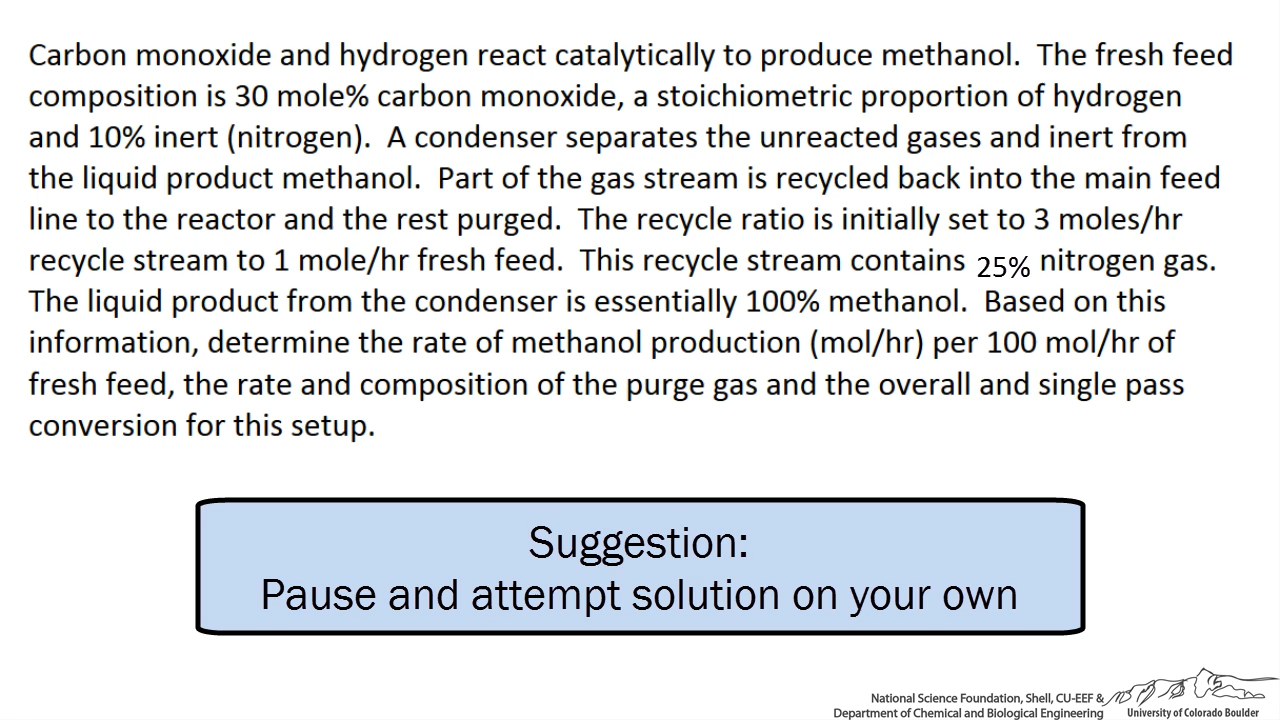 Carbon monoxide and hydrogen react catalytically to produce methanol.  The fresh feed
composition is 30 mole% carbon monoxide, a stoichiometric proportion of hydrogen
and 10% inert (nitrogen).  A condenser separates the unreacted gases and inert from
the liquid product methanol.  Part of the gas stream is recycled back into the main feed
line to the reactor and the rest purged.  The recycle ratio is initially set to 3 moles/hr
recycle stream to 1 mole/hr fresh feed.  This recycle stream contains 25% nitrogen gas.
The liquid product from the condenser is essentially 100% methanol.  Based on this
information, determine the rate of methanol production (mol/hr) per 100 mol/hr of
fresh feed, the rate and composition of the purge gas and the overall and single pass
conversion for this setup.
Suggestion:
Pause and attempt solution on your own
National Science Foundation, Shell, CU-EEF &
Department of Chemical and Biological Engineering
University of Colorado Boulder